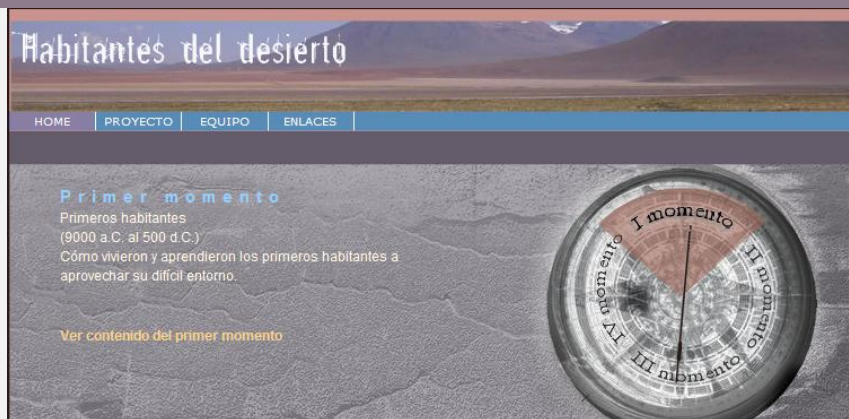 Habitantes del desierto
HOME
PROYECTO
EQUIPO
ENLACES
Primer momento
Primeros habitantes
(9000 a.C. al 500 d.C.)
Cómo vivieron y aprendieron los primeros habitantes a
aprovechar su difícil entorno.
Ver contenido del primer momento
I momento
II momento
III momento
IV momento